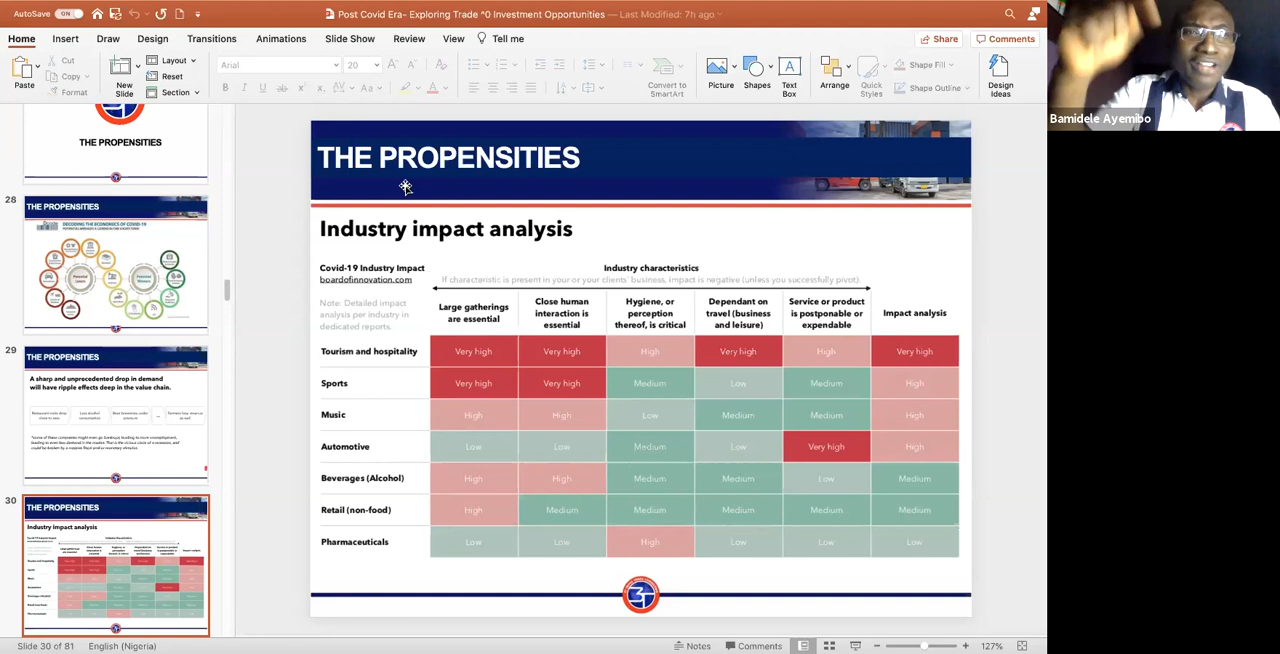 AutoSave ON
Post Covid Era- Exploring Trade ^0 Investment Opportunities — Last Modified: 7h ago
Home Insert Draw Design Transitions Animations Slide Show Review View Tell me Share Comments
Paste Cut Copy Format
New Slide Layout Reset Section
Arial 20
Convert to SmartArt
Picture Shapes Text Box
Arrange Quick Styles Shape Fill Shape Outline
Design Ideas
Bamidele Ayemibo
THE PROPENSITIES
28
THE PROPENSITIES
DECODING THE ECONOMICS OF COVID-19
29
THE PROPENSITIES
A sharp and unprecedented drop in demand
will have ripple effects deep in the value chain.
30
THE PROPENSITIES
Industry impact analysis
THE PROPENSITIES
Industry impact analysis
Covid-19 Industry Impact
boardofinnovation.com
Note: Detailed impact
analysis per industry in
dedicated reports.
Industry characteristics
If characteristic is present in your or your clients' business, impact is negative (unless you successfully pivot).
Large gatherings are essential
Close human interaction is essential
Hygiene, or perception thereof, is critical
Dependant on travel (business and leisure)
Service or product is postponable or expendable
Impact analysis
Tourism and hospitality Very high Very high High Very high High Very high
Sports Very high Very high Medium Low Medium High
Music High High Low Medium Medium High
Automotive Low Low Medium Low Very high High
Beverages (Alcohol) High High Medium Medium Low Medium
Retail (non-food) High Medium Medium Medium Medium Medium
Pharmaceuticals Low Low High Low Low Low
Slide 30 of 81 English (Nigeria) Notes Comments 127%